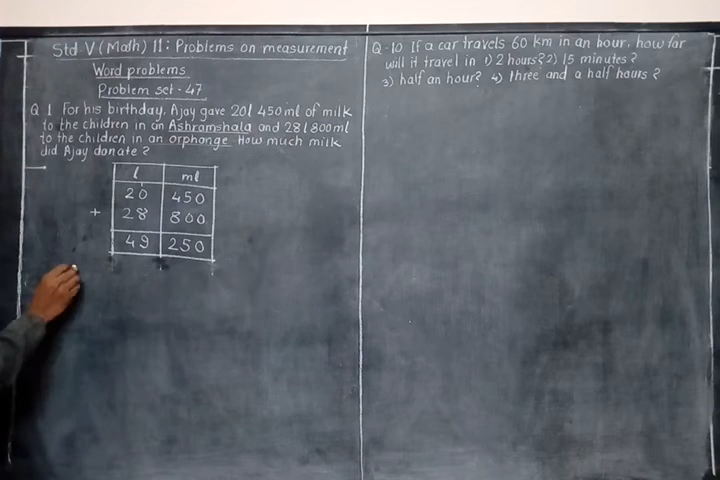 Std V (Math) 11: Problems on measurement
Word problems
Problem set - 47
Q 1 For his birthday, Ajay gave 20l 450ml of milk
to the children in an Ashramshala and 28l 800ml
to the children in an orphange How much milk
did Ajay donate?
l ml
20 450
+ 28 800
49 250
Q-10 If a car travels 60 km in an hour, how far
will it travel in 1) 2 hours? 2) 15 minutes?
3) half an hour? 4) three and a half hours?